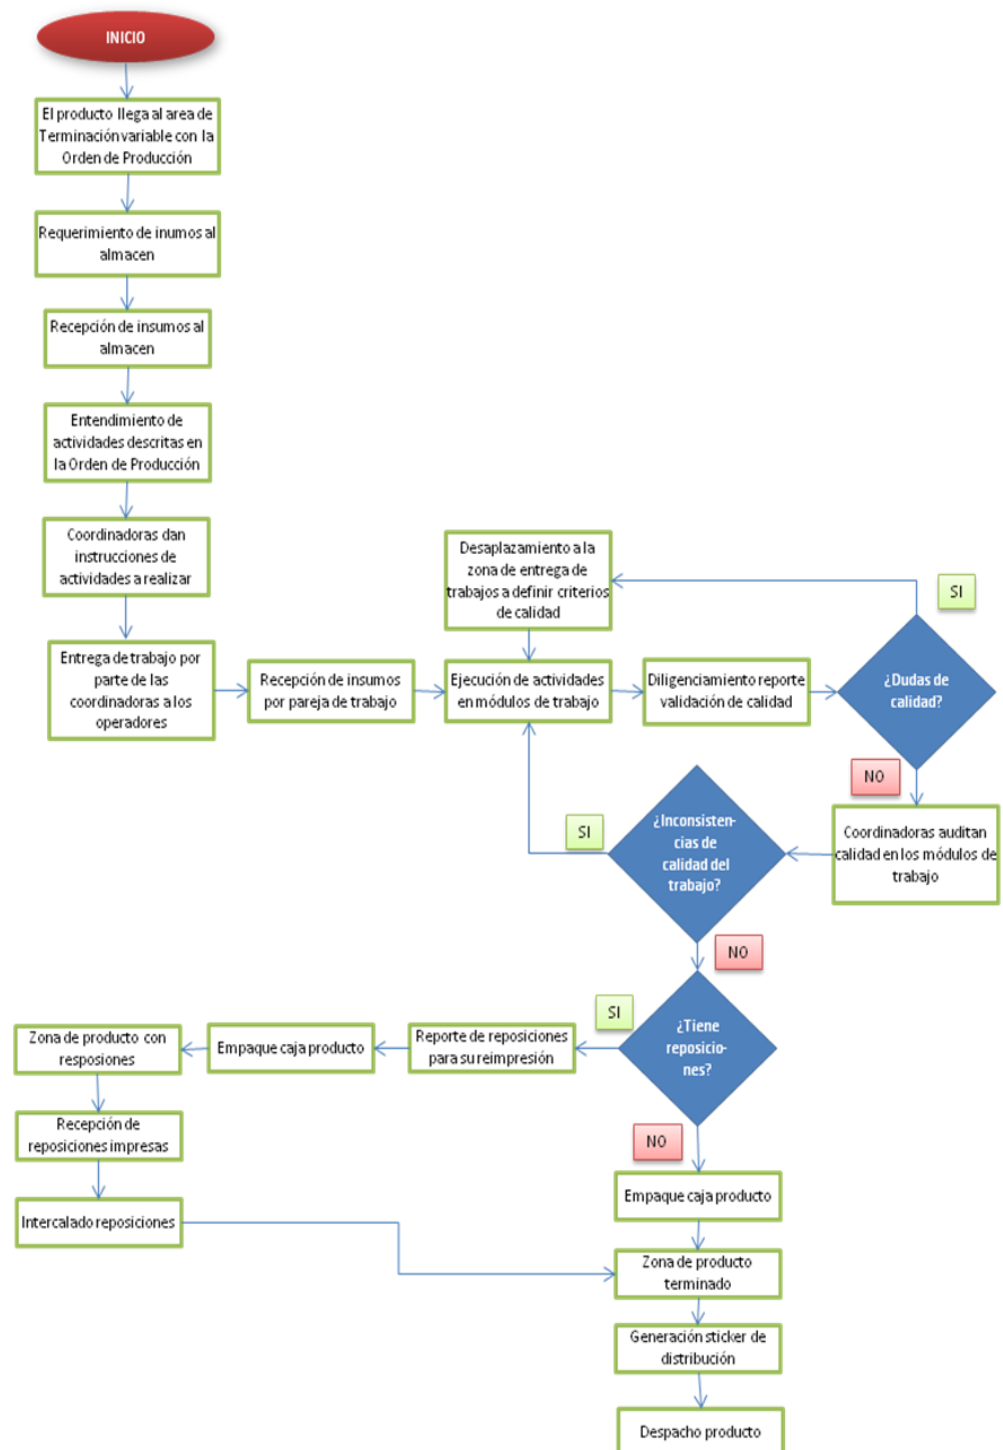 INICIO
El producto llega al area de
Terminación variable con la
Orden de Producción
Requerimiento de inumos al
almacen
Recepción de insumos al
almacen
Entendimiento de
actividades descritas en
la Orden de Producción
Coordinadoras dan
instrucciones de
actividades a realizar
Entrega de trabajo por
parte de las
coordinadoras a los
operadores
Recepción de insumos
por pareja de trabajo
Desaplazamiento a la
zona de entrega de
trabajos a definir criterios
de calidad
Ejecución de actividades
en módulos de trabajo
Diligenciamiento reporte
validación de calidad
¿Dudas de
calidad?
SI
NO
Coordinadoras auditan
calidad en los módulos de
trabajo
¿Inconsisten-
cias de
calidad del
trabajo?
SI
NO
¿Tiene
reposicio-
nes?
SI
Reporte de reposiciones
para su reimpresión
Empaque caja producto
Zona de producto con
resposiones
Recepción de
reposiciones impresas
Intercalado reposiciones
NO
Empaque caja producto
Zona de producto
terminado
Generación sticker de
distribución
Despacho producto